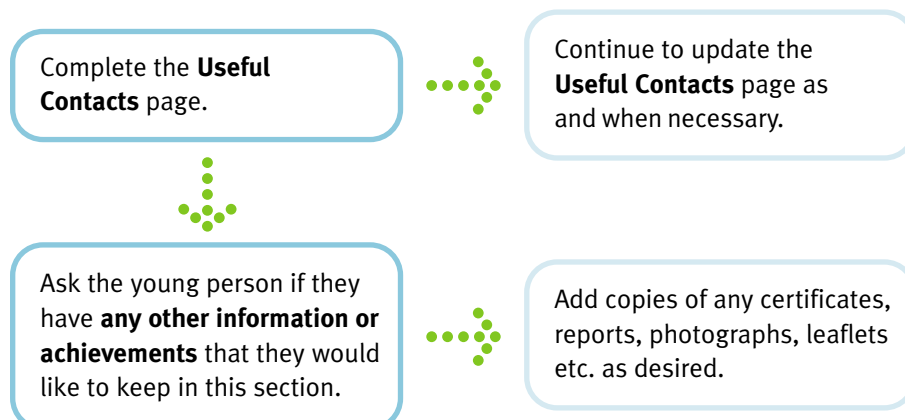 Complete the Useful
Contacts page.
Continue to update the
Useful Contacts page as
and when necessary.
Ask the young person if they
have any other information or
achievements that they would
like to keep in this section.
Add copies of any certificates,
reports, photographs, leaflets
etc. as desired.